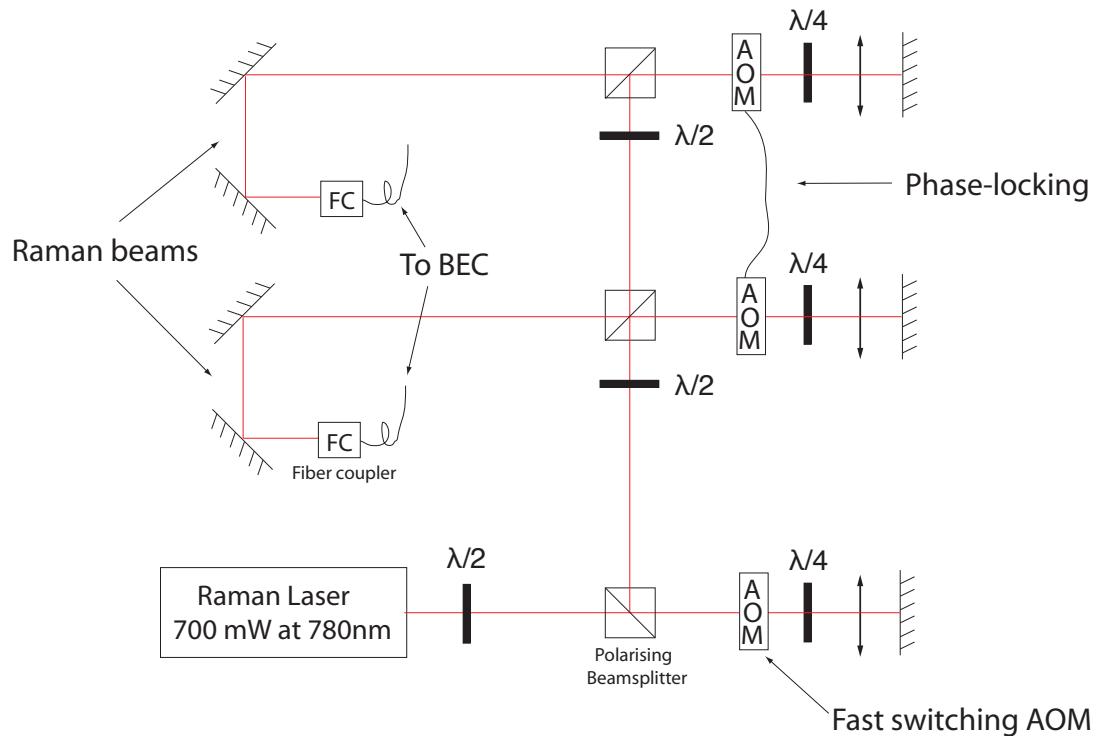 λ/4
AOM
λ/2
Phase-locking
FC
Raman beams
To BEC
λ/4
AOM
λ/2
FC
Fiber coupler
λ/2
λ/4
Raman Laser
700 mW at 780nm
AOM
Polarising
Beamsplitter
Fast switching AOM